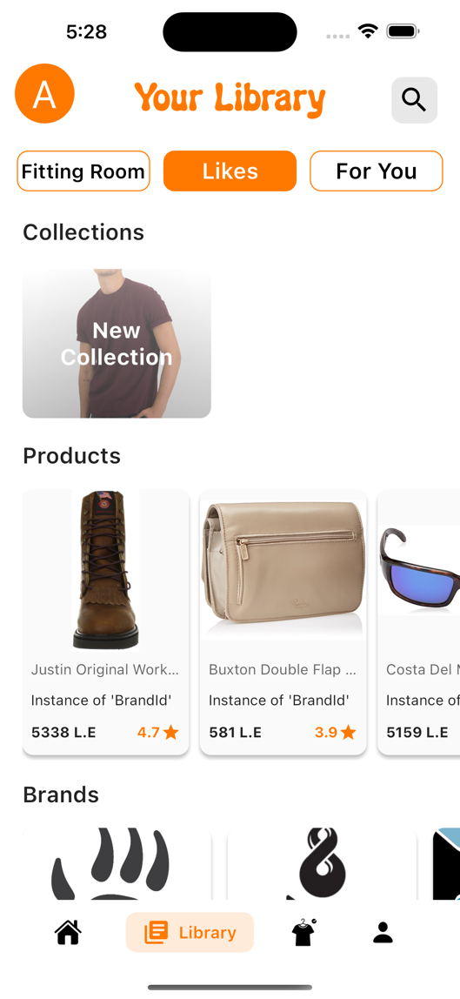 5:28
A
Your Library
Fitting Room
Likes
For You
Collections
New
Collection
Products
Justin Original Work...
Buxton Double Flap ...
Costa Del
Instance of 'BrandId'
Instance of 'BrandId'
Instance of
5338 L.E
4.7
581 L.E
3.9
5159 L.E
Brands
Library